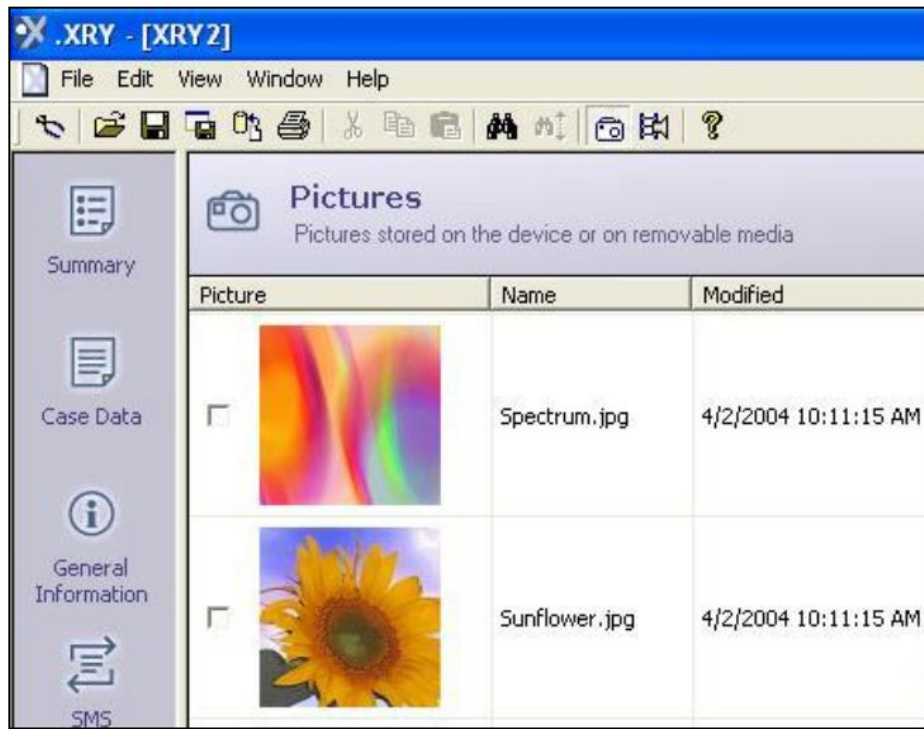 .XRY - [XRY2]
File Edit View Window Help
Pictures
Pictures stored on the device or on removable media
Summary
Case Data
General
Information
SMS
Picture Name Modified
Spectrum.jpg 4/2/2004 10:11:15 AM
Sunflower.jpg 4/2/2004 10:11:15 AM